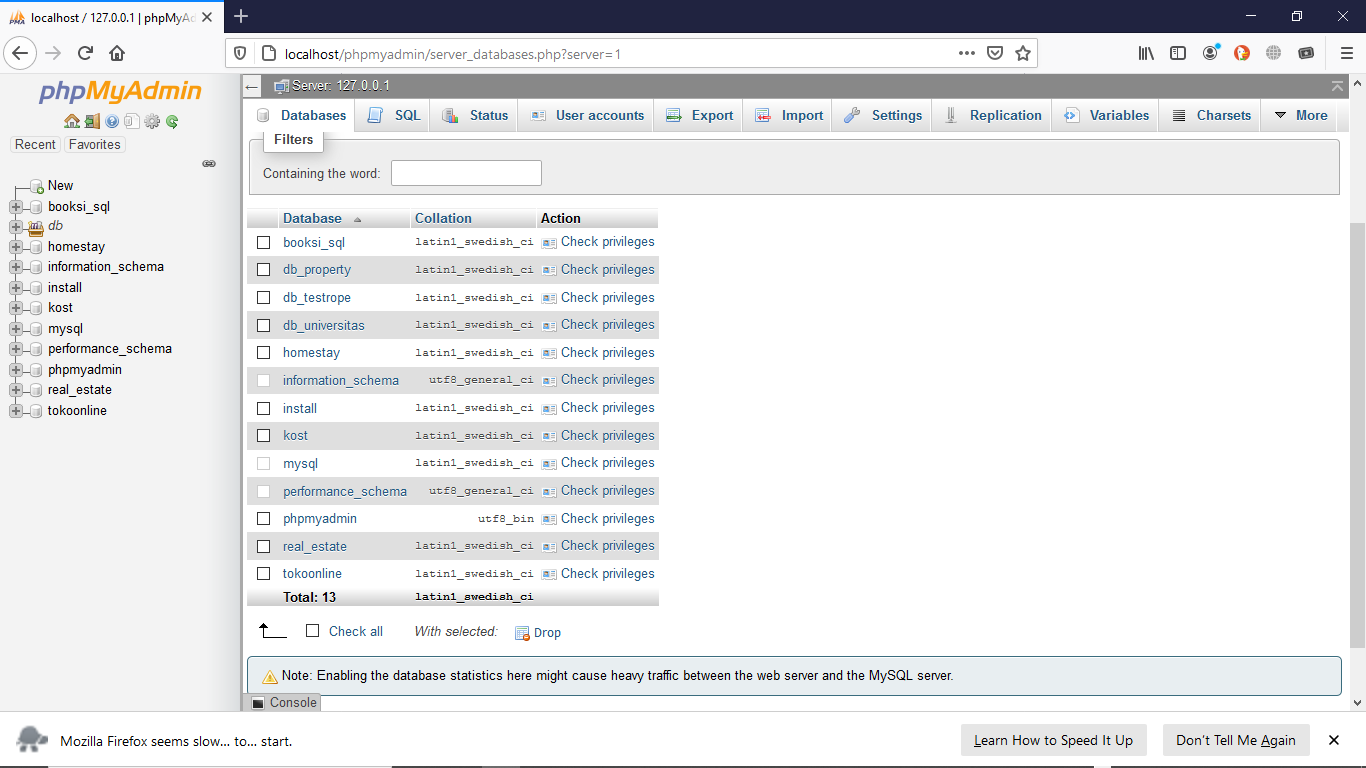 localhost / 127.0.0.1 | phpMyAd
localhost/phpmyadmin/server_databases.php?server=1
phpMyAdmin
Recent Favorites
New
booksi_sql
db
homestay
information_schema
install
kost
mysql
performance_schema
phpmyadmin
real_estate
tokoonline
Server: 127.0.0.1
Databases SQL Status User accounts Export Import Settings Replication Variables Charsets More
Filters
Containing the word:
Database Collation Action
booksi_sql latin1_swedish_ci Check privileges
db_property latin1_swedish_ci Check privileges
db_testrope latin1_swedish_ci Check privileges
db_universitas latin1_swedish_ci Check privileges
homestay latin1_swedish_ci Check privileges
information_schema utf8_general_ci Check privileges
install latin1_swedish_ci Check privileges
kost latin1_swedish_ci Check privileges
mysql latin1_swedish_ci Check privileges
performance_schema utf8_general_ci Check privileges
phpmyadmin utf8_bin Check privileges
real_estate latin1_swedish_ci Check privileges
tokoonline latin1_swedish_ci Check privileges
Total: 13 latin1_swedish_ci
Check all With selected: Drop
Note: Enabling the database statistics here might cause heavy traffic between the web server and the MySQL server.
Console
Mozilla Firefox seems slow... to... start.
Learn How to Speed It Up
Don't Tell Me Again